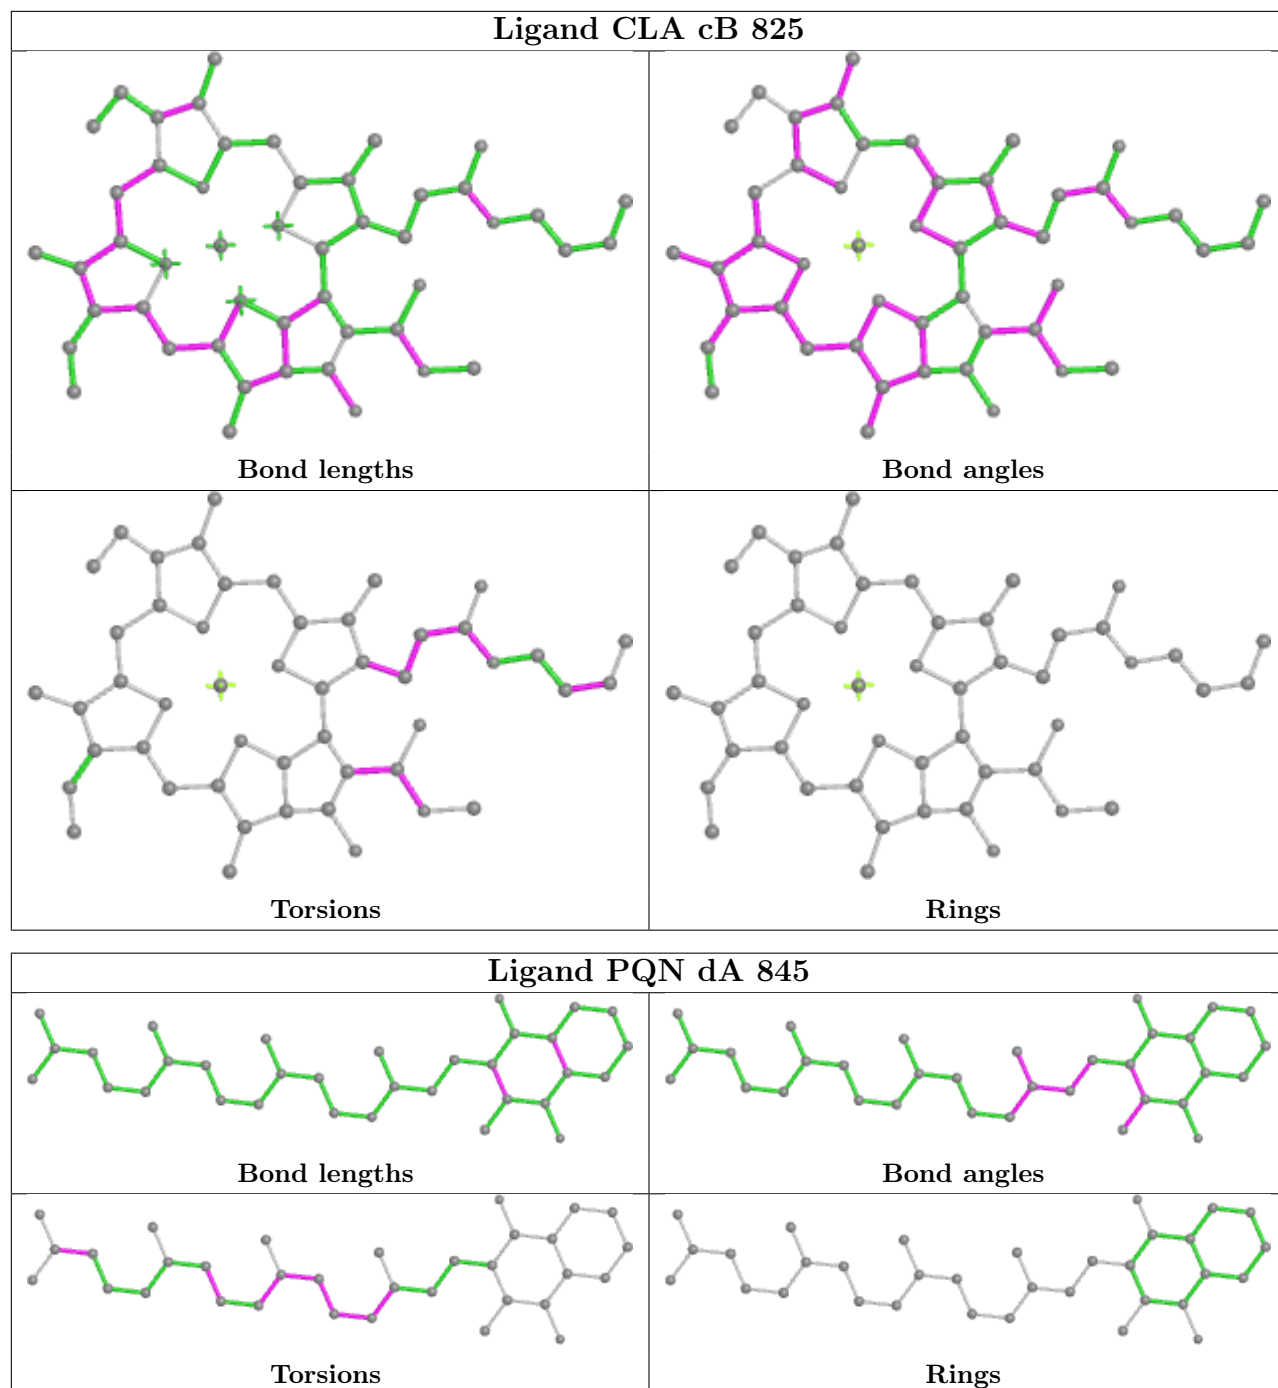 Ligand CLA cB 825
Bond lengths
Bond angles
Torsions
Rings
Ligand PQN dA 845
Bond lengths
Bond angles
Torsions
Rings